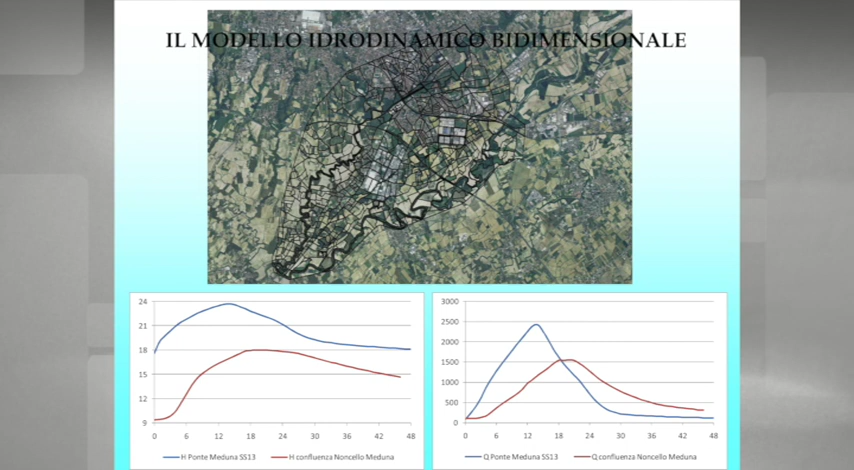 IL MODELLO IDRODINAMICO BIDIMENSIONALE
24
21
18
15
12
9
0 6 12 18 24 30 36 42 48
H Ponte Meduna SS13 H confluenza Noncello Meduna
3000
2500
2000
1500
1000
500
0
0 6 12 18 24 30 36 42 48
Q Ponte Meduna SS13 Q confluenza Noncello Meduna